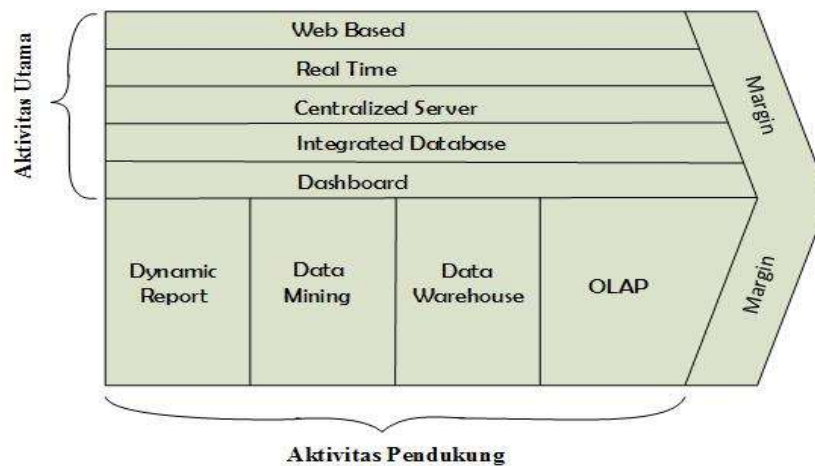 Aktivitas Utama
Web Based
Real Time
Centralized Server
Integrated Database
Dashboard
Margin
Dynamic
Report
Data
Mining
Data
Warehouse
OLAP
Margin
Aktivitas Pendukung